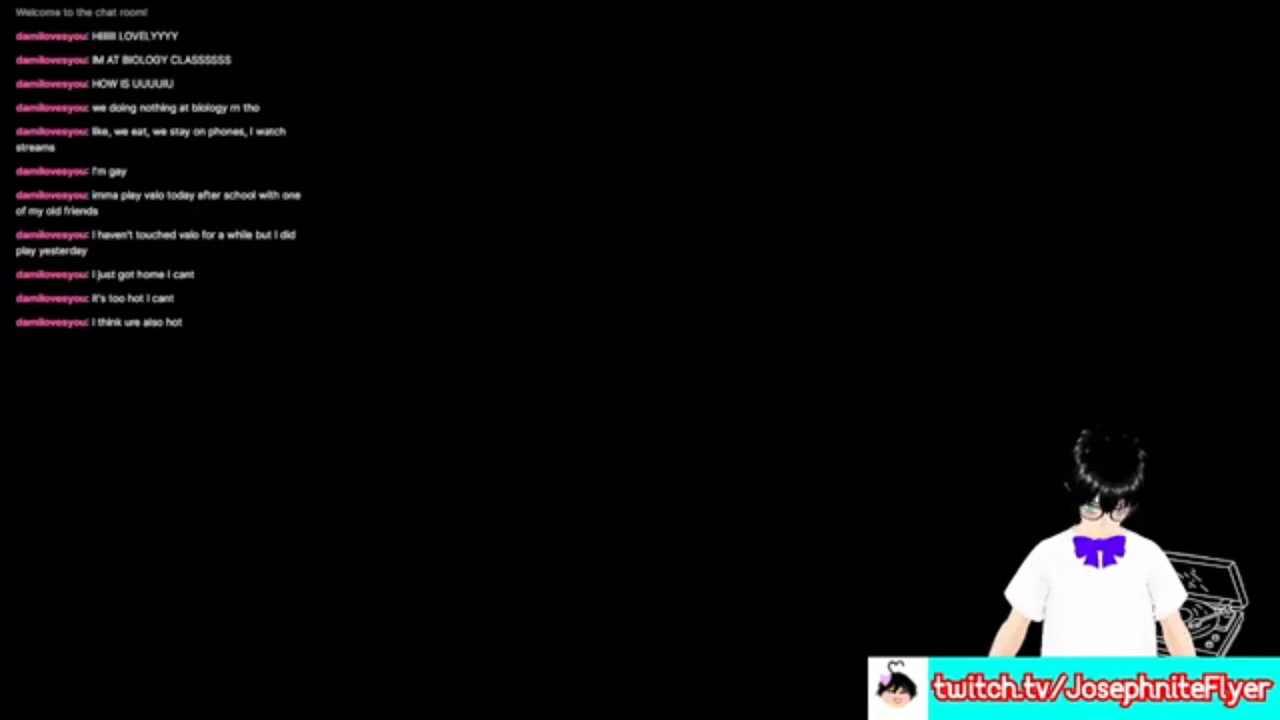 Welcome to the chat room!
damilovesyou: HIIIIII LOVELYYYY
damilovesyou: IM AT BIOLOGY CLASSSSSS
damilovesyou: HOW IS UUUUIU
damilovesyou: we doing nothing at biology rn tho
damilovesyou: like, we eat, we stay on phones, I watch
streams
damilovesyou: I'm gay
damilovesyou: imma play valo today after school with one
of my old friends
damilovesyou: I haven't touched valo for a while but I did
play yesterday
damilovesyou: I just got home I cant
damilovesyou: It's too hot I cant
damilovesyou: I think ure also hot
twitch.tv/JosephniteFlyer